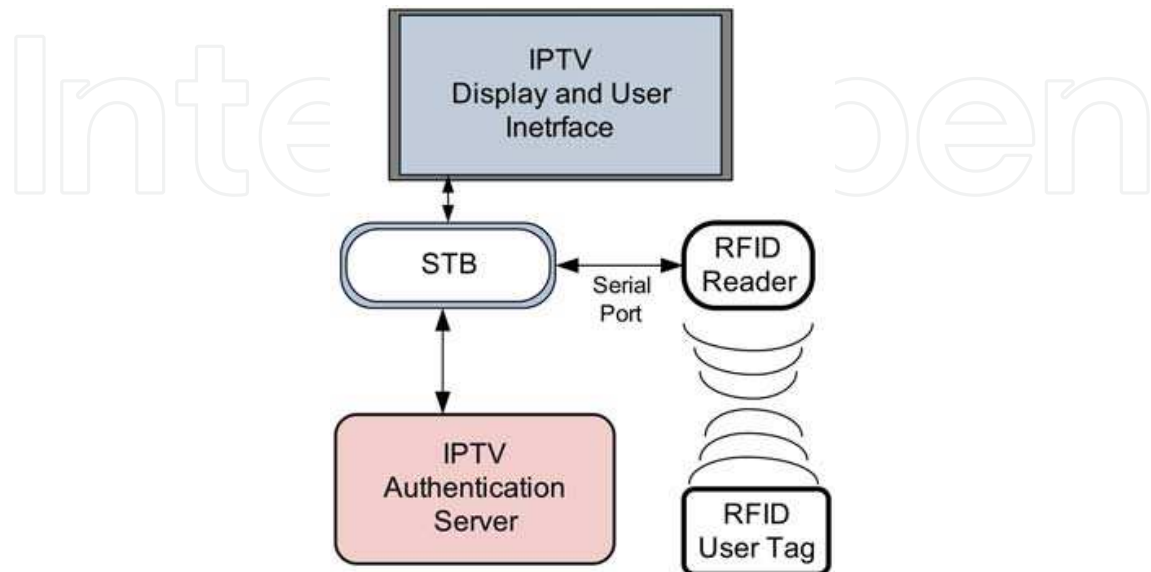 IPTV
Display and User
Inetrface
STB
Serial
Port
RFID
Reader
IPTV
Authentication
Server
RFID
User Tag